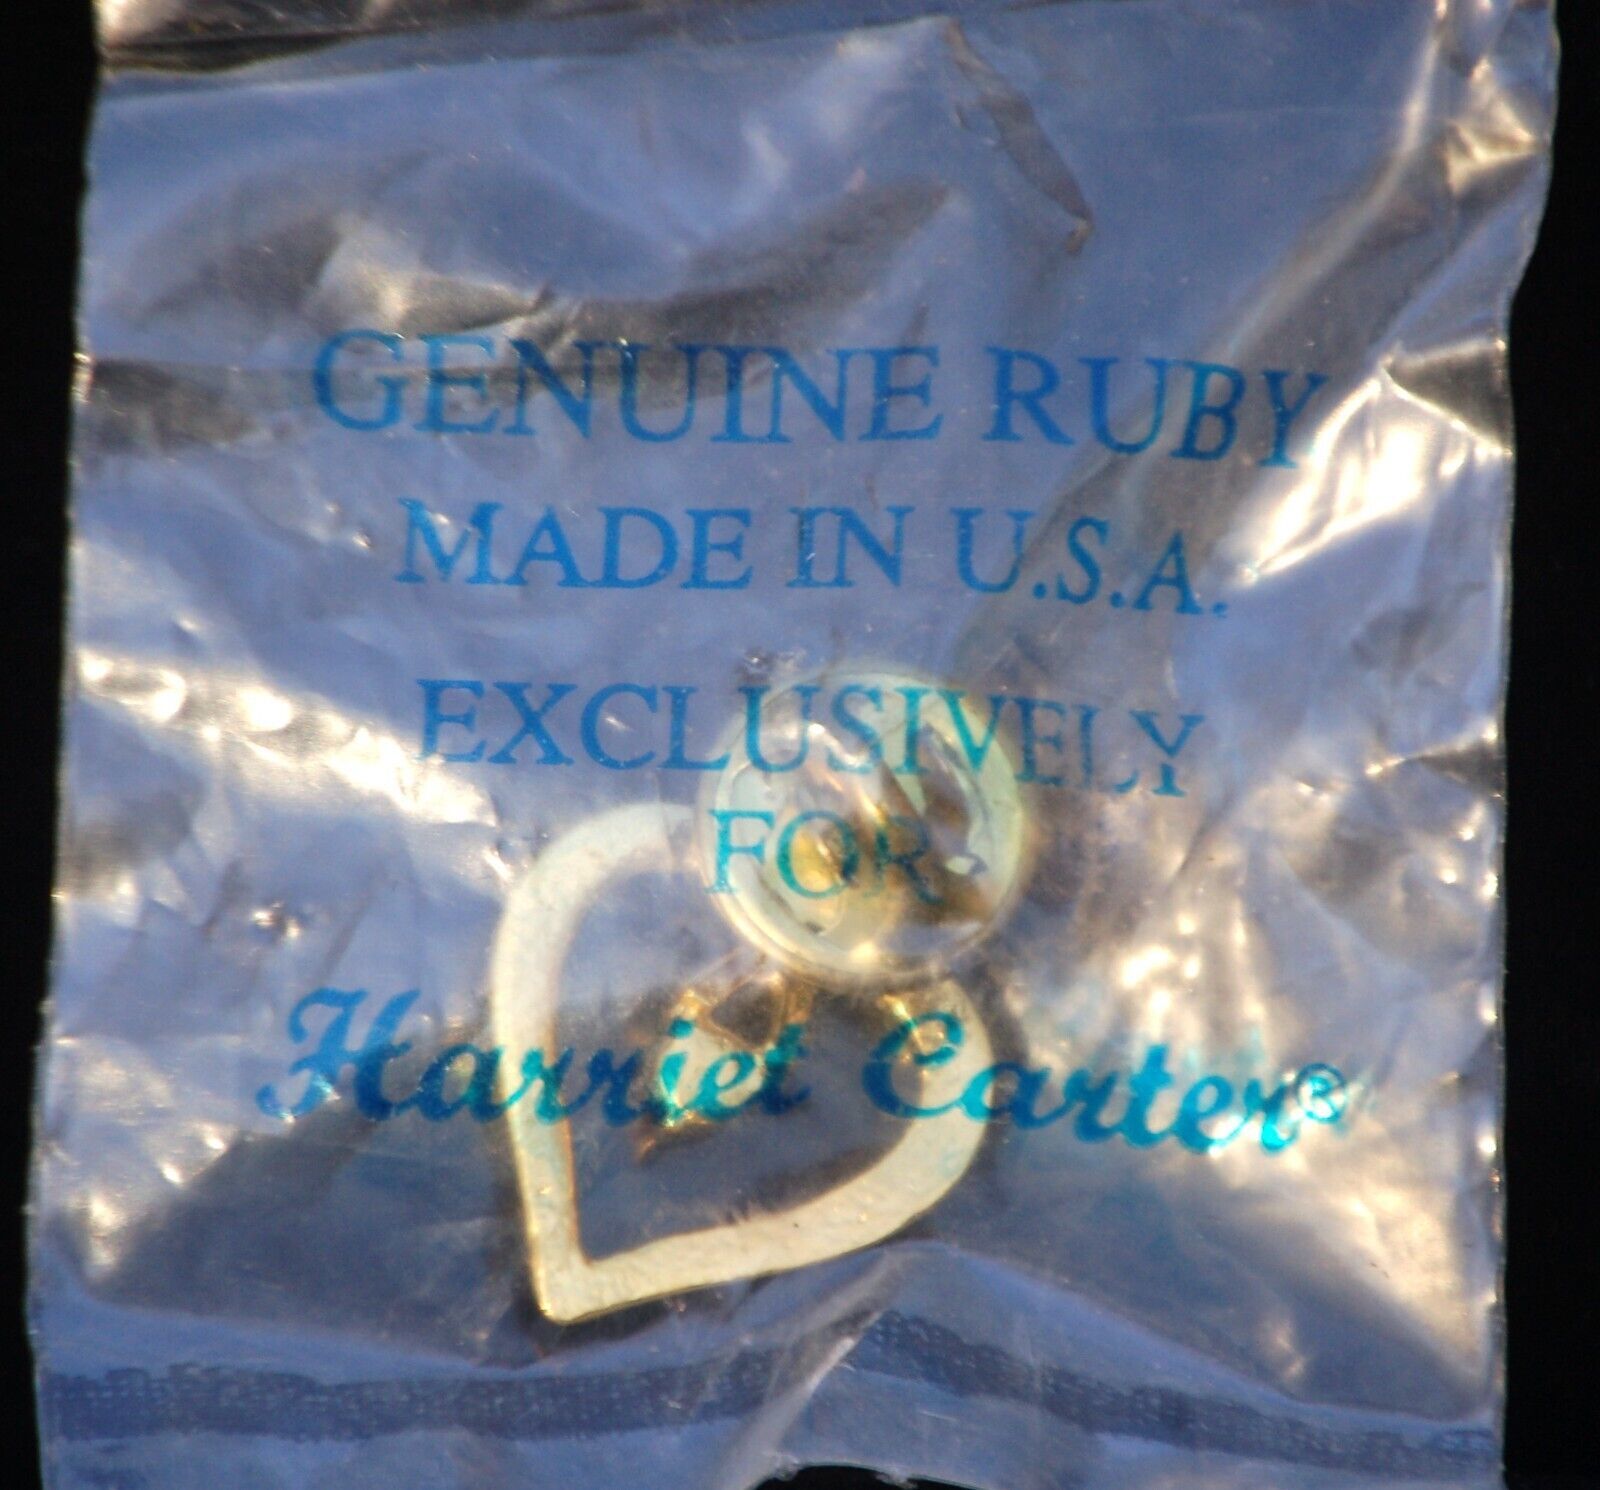 GENUINE RUBY
MADE IN U.S.A.
EXCLUSIVELY
FOR
Harriet Carter®